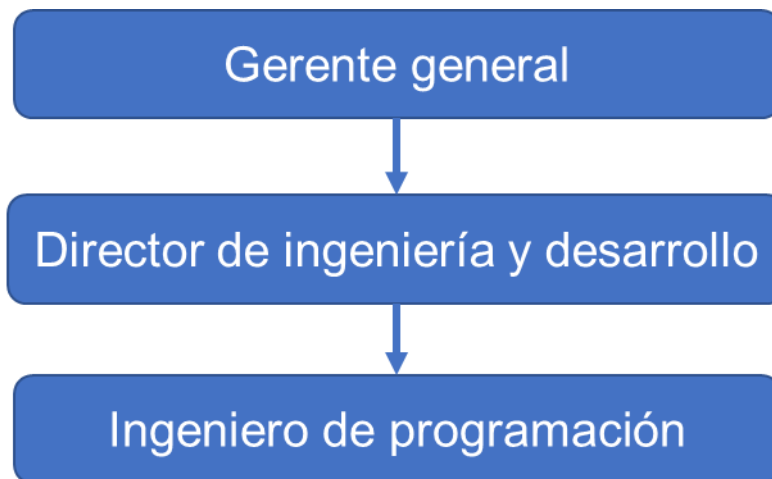 Gerente general
Director de ingeniería y desarrollo
Ingeniero de programación